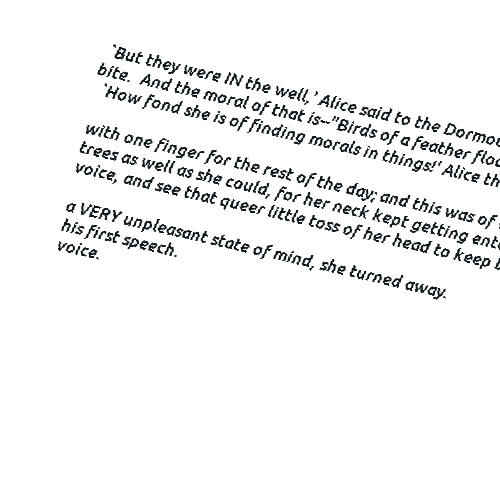 `But they were IN the well,' Alice said to the
bite.  And the moral of that is--"Birds of a feather
`How fond she is of finding morals in things!' Alice
with one finger for the rest of the day; and this was of
trees as well as she could, for her neck kept getting
voice, and see that queer little toss of her head to keep
a VERY unpleasant state of mind, she turned away.
his first speech.
voice.